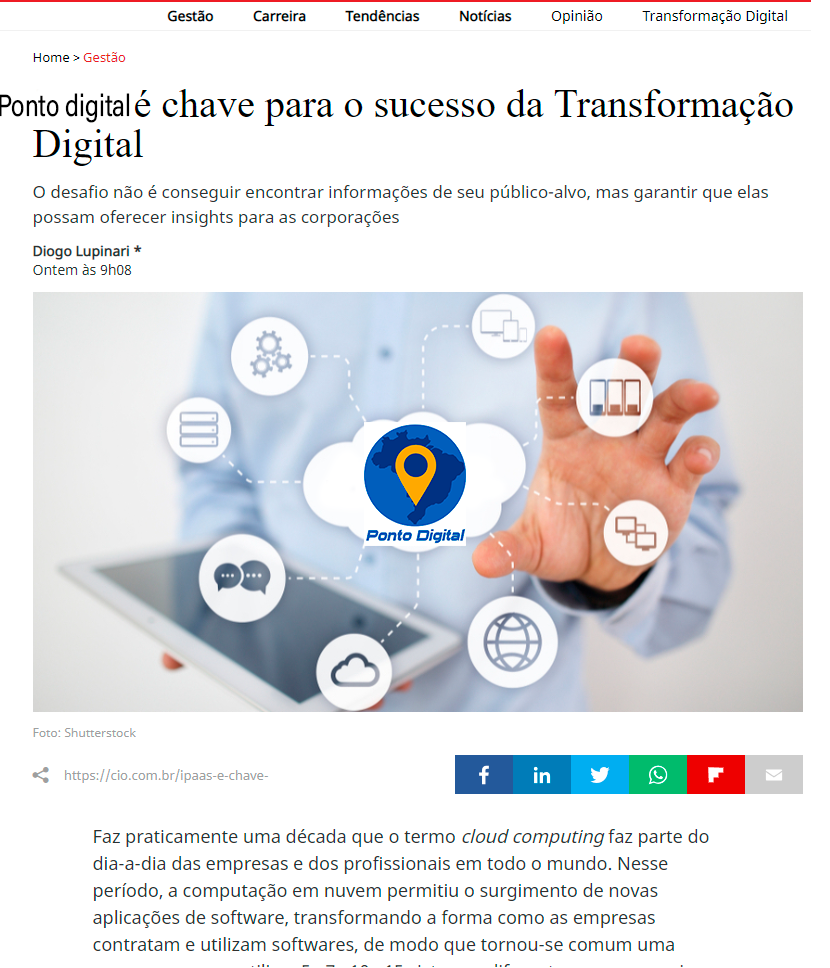 Gestão Carreira Tendências Notícias Opinião Transformação Digital
Home > Gestão
Ponto digital é chave para o sucesso da Transformação
Digital
O desafio não é conseguir encontrar informações de seu público-alvo, mas garantir que elas
possam oferecer insights para as corporações
Diogo Lupinari *
Ontem às 9h08
Ponto Digital
Foto: Shutterstock
https://cio.com.br/ipaas-e-chave-
Faz praticamente uma década que o termo cloud computing faz parte do
dia-a-dia das empresas e dos profissionais em todo o mundo. Nesse
período, a computação em nuvem permitiu o surgimento de novas
aplicações de software, transformando a forma como as empresas
contratam e utilizam softwares, de modo que tornou-se comum uma